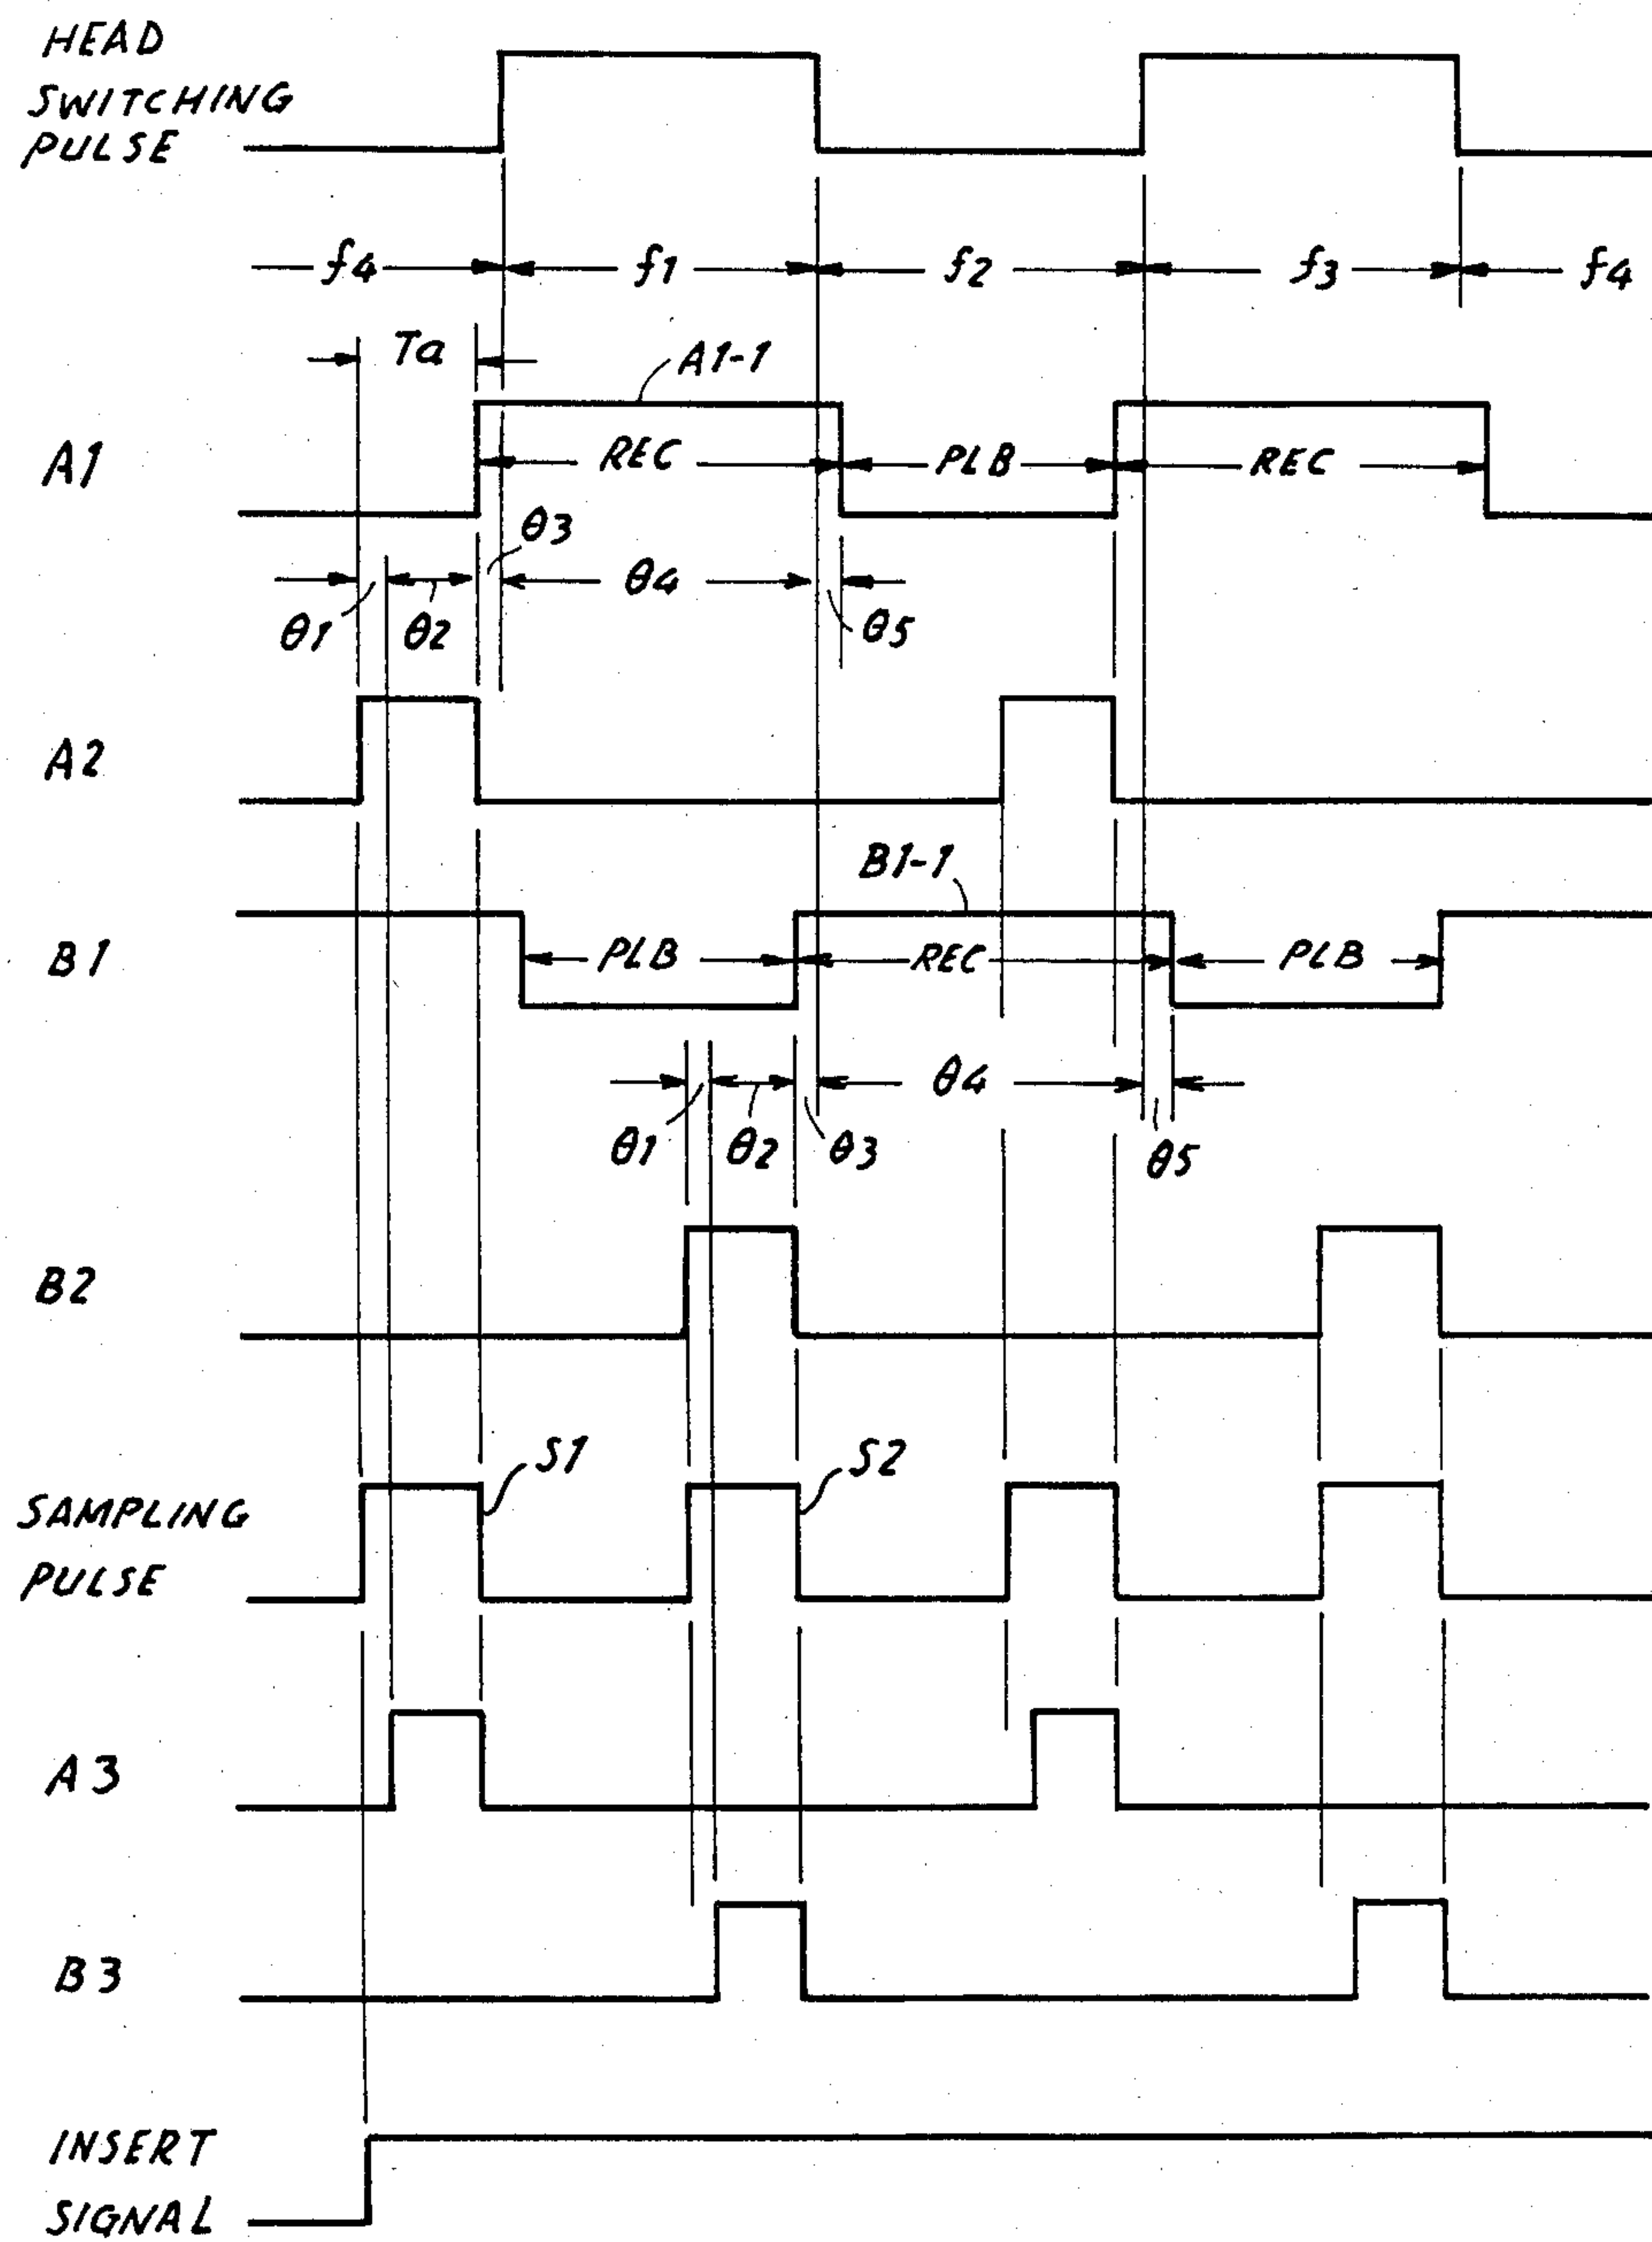 HEAD
SWITCHING
PULSE
f4 f1 f2 f3 f4
Ta
A1-1
A1
REC PLB REC
θ3
θ4
θ1 θ2 θ5
A2
B1-1
B1
PLB REC PLB
θ4
θ1 θ2 θ3 θ5
B2
S1 S2
SAMPLING
PULSE
A3
B3
INSERT
SIGNAL